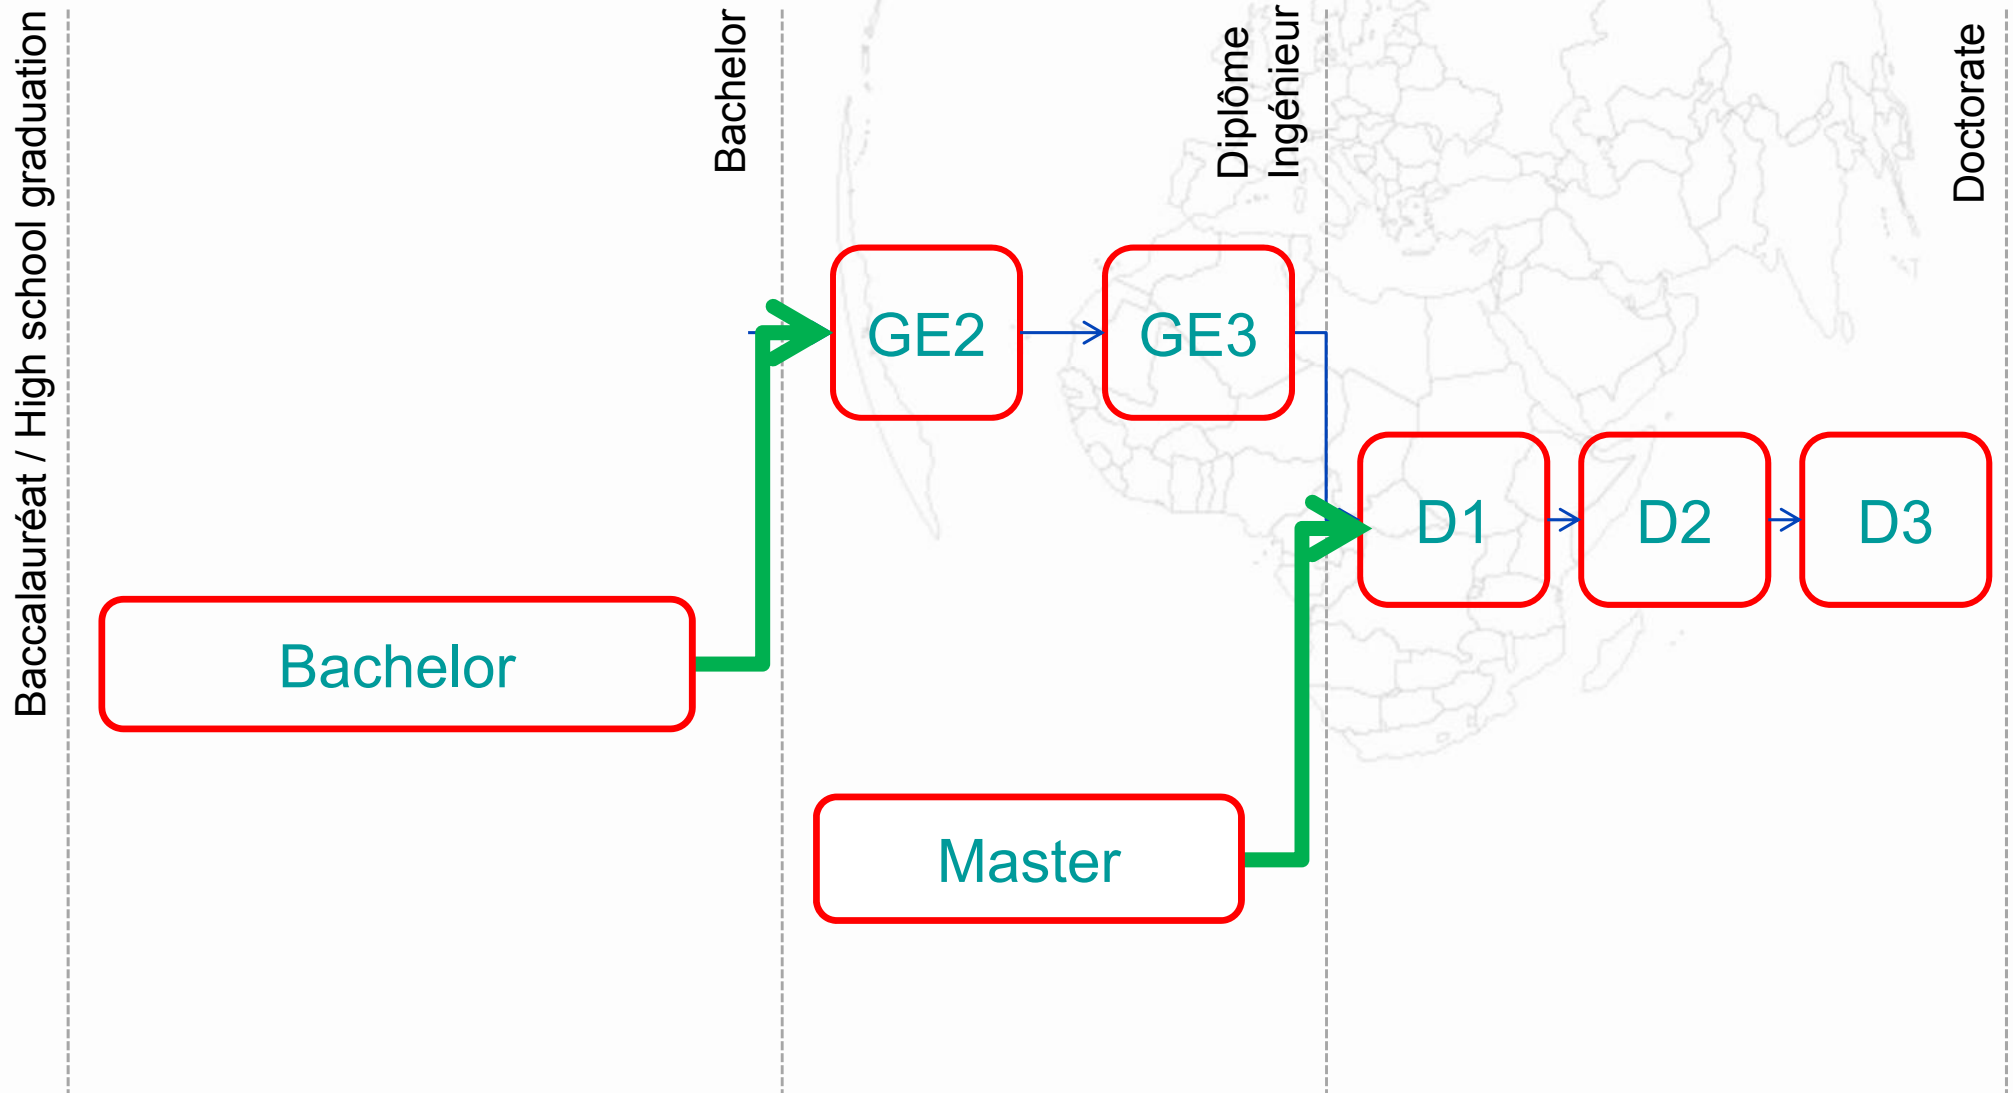 Baccalauréat / High school graduation
Bachelor
Diplôme
Ingénieur
Doctorate
GE2
GE3
D1
D2
D3
Bachelor
Master